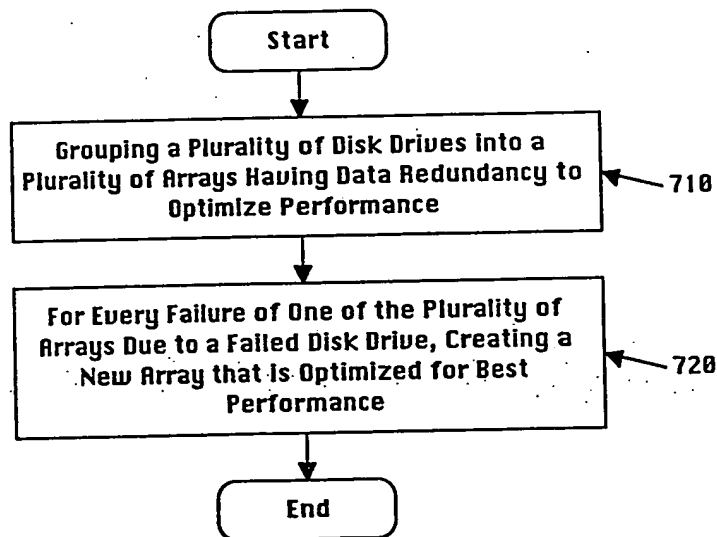 Start
Grouping a Plurality of Disk Drives into a
Plurality of Arrays Having Data Redundancy to
Optimize Performance
710
For Every Failure of One of the Plurality of
Arrays Due to a Failed Disk Drive, Creating a
New Array that is Optimized for Best
Performance
720
End